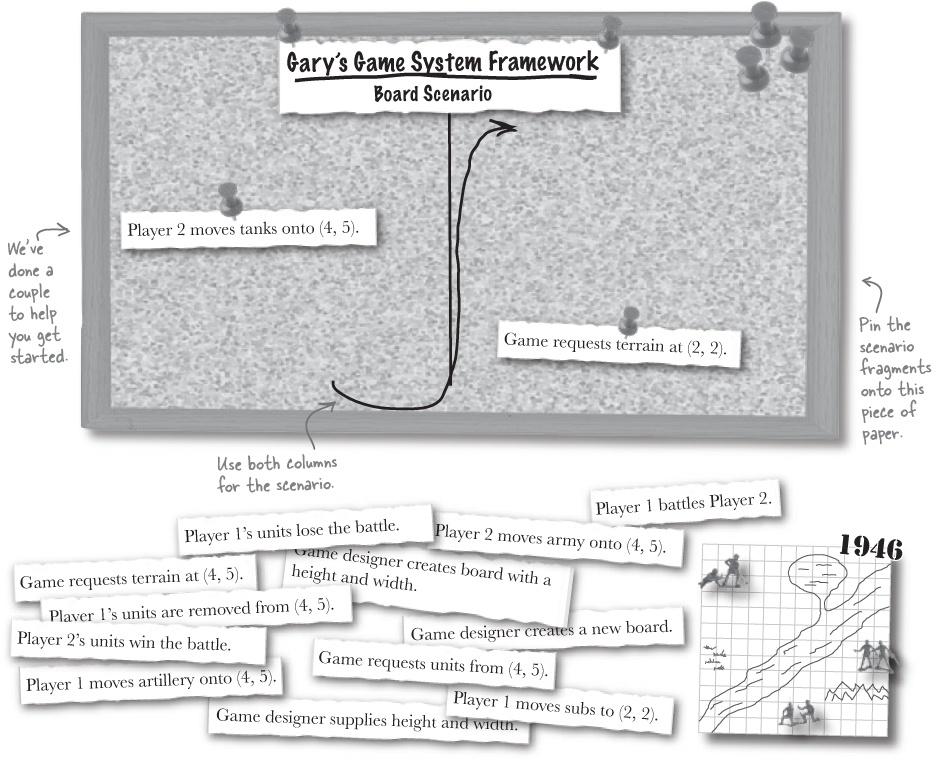 Gary's Game System Framework
Board Scenario
Player 2 moves tanks onto (4, 5).
Game requests terrain at (2, 2).
We've
done a
couple
to help
you get
started.
Pin the
scenario
fragments
onto this
piece of
paper.
Use both columns
for the scenario.
Player 1 battles Player 2.
Player 1's units lose the battle.
Player 2 moves army onto (4, 5).
Game designer creates board with a
height and width.
Game requests terrain at (4, 5).
Player 1's units are removed from (4, 5).
Game designer creates a new board.
Player 2's units win the battle.
Game requests units from (4, 5).
Player 1 moves artillery onto (4, 5).
Player 1 moves subs to (2, 2).
Game designer supplies height and width.
1946